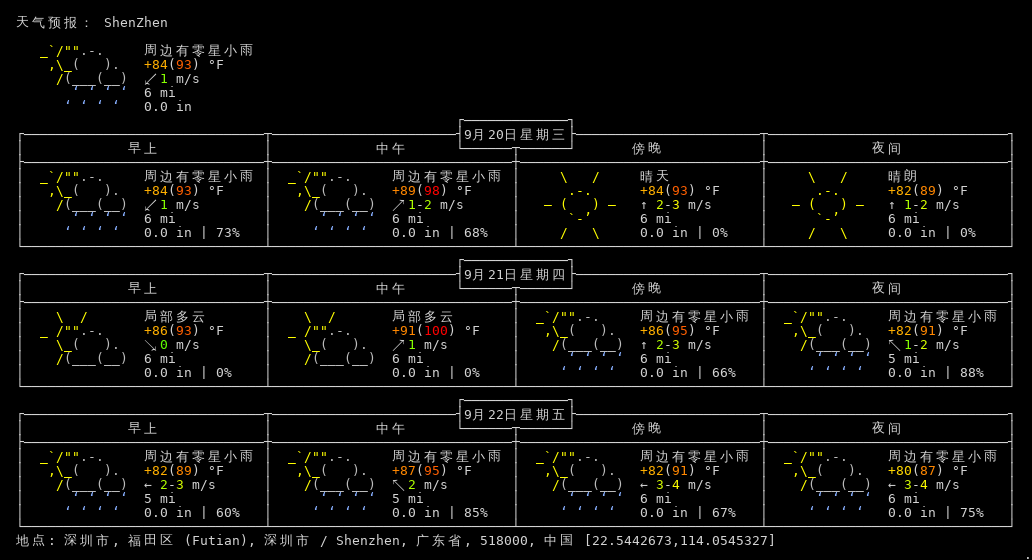 天气预报： ShenZhen
周边有零星小雨
+84(93) °F
↙ 1 m/s
6 mi
0.0 in
9月20日星期三
早上 中午 傍晚 夜间
周边有零星小雨 周边有零星小雨 晴天 晴朗
+84(93) °F +89(98) °F +84(93) °F +82(89) °F
↙ 1 m/s ↗ 1-2 m/s ↑ 2-3 m/s ↑ 1-2 m/s
6 mi 6 mi 6 mi 6 mi
0.0 in | 73% 0.0 in | 68% 0.0 in | 0% 0.0 in | 0%
9月21日星期四
早上 中午 傍晚 夜间
局部多云 局部多云 周边有零星小雨 周边有零星小雨
+86(93) °F +91(100) °F +86(95) °F +82(91) °F
↘ 0 m/s ↗ 1 m/s ↑ 2-3 m/s ↖ 1-2 m/s
6 mi 6 mi 6 mi 5 mi
0.0 in | 0% 0.0 in | 0% 0.0 in | 66% 0.0 in | 88%
9月22日星期五
早上 中午 傍晚 夜间
周边有零星小雨 周边有零星小雨 周边有零星小雨 周边有零星小雨
+82(89) °F +87(95) °F +82(91) °F +80(87) °F
← 2-3 m/s ↖ 2 m/s ← 3-4 m/s ← 3-4 m/s
5 mi 5 mi 6 mi 6 mi
0.0 in | 60% 0.0 in | 85% 0.0 in | 67% 0.0 in | 75%
地点: 深圳市, 福田区 (Futian), 深圳市 / Shenzhen, 广东省, 518000, 中国 [22.5442673,114.0545327]